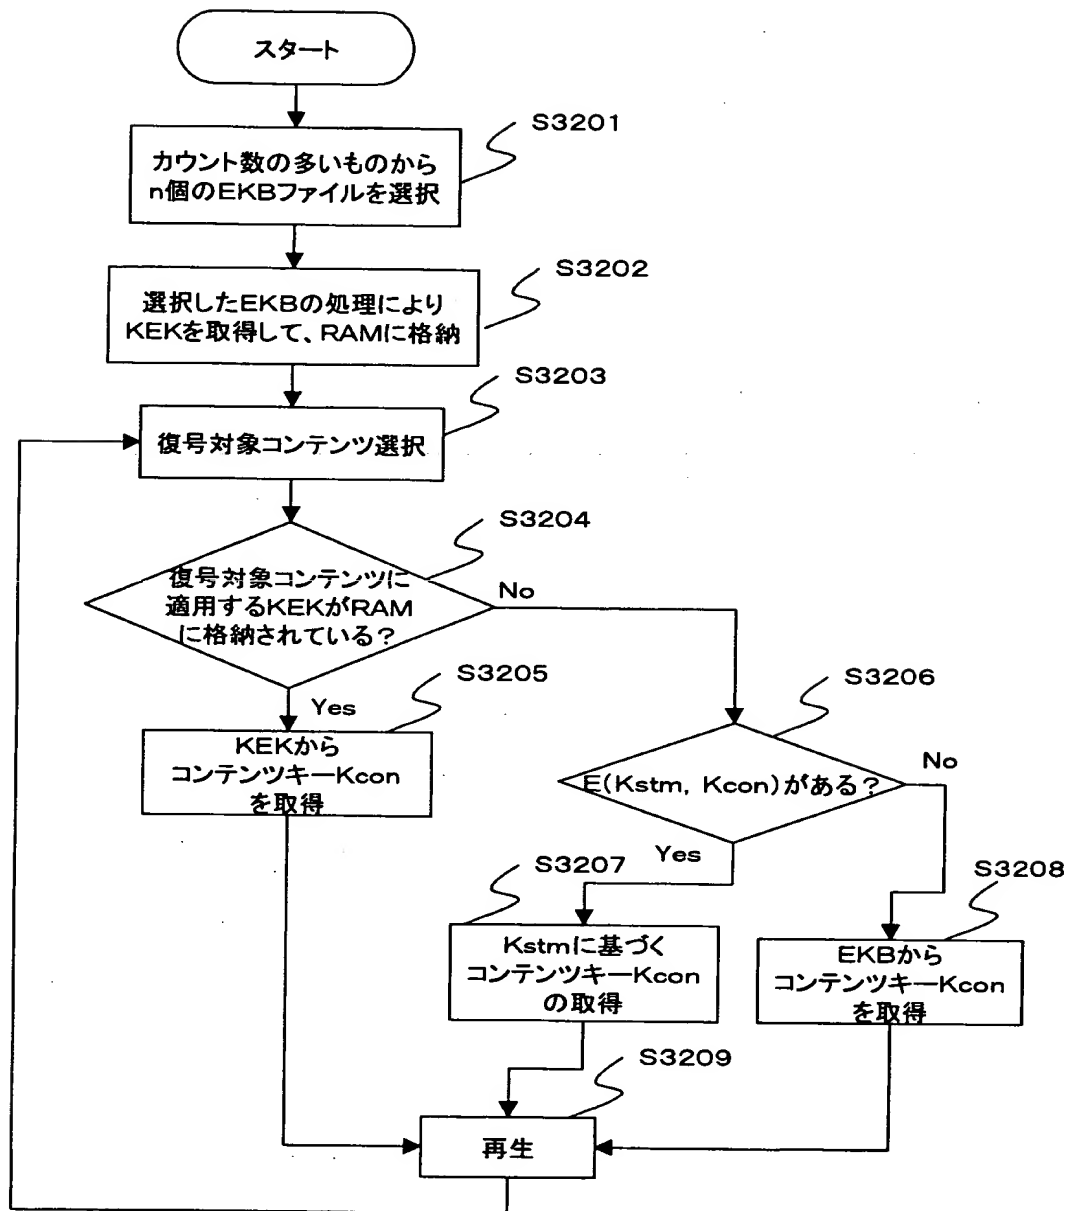 スタート
S3201
カウント数の多いものから
n個のEKBファイルを選択
S3202
選択したEKBの処理により
KEKを取得して、RAMに格納
S3203
復号対象コンテンツ選択
S3204
復号対象コンテンツに
適用するKEKがRAM
に格納されている?
No
S3205
Yes
KEKから
コンテンツキーKcon
を取得
S3206
E(Kstm, Kcon)がある?
No
Yes
S3207
Kstmに基づく
コンテンツキーKcon
の取得
S3208
EKBから
コンテンツキーKcon
を取得
S3209
再生